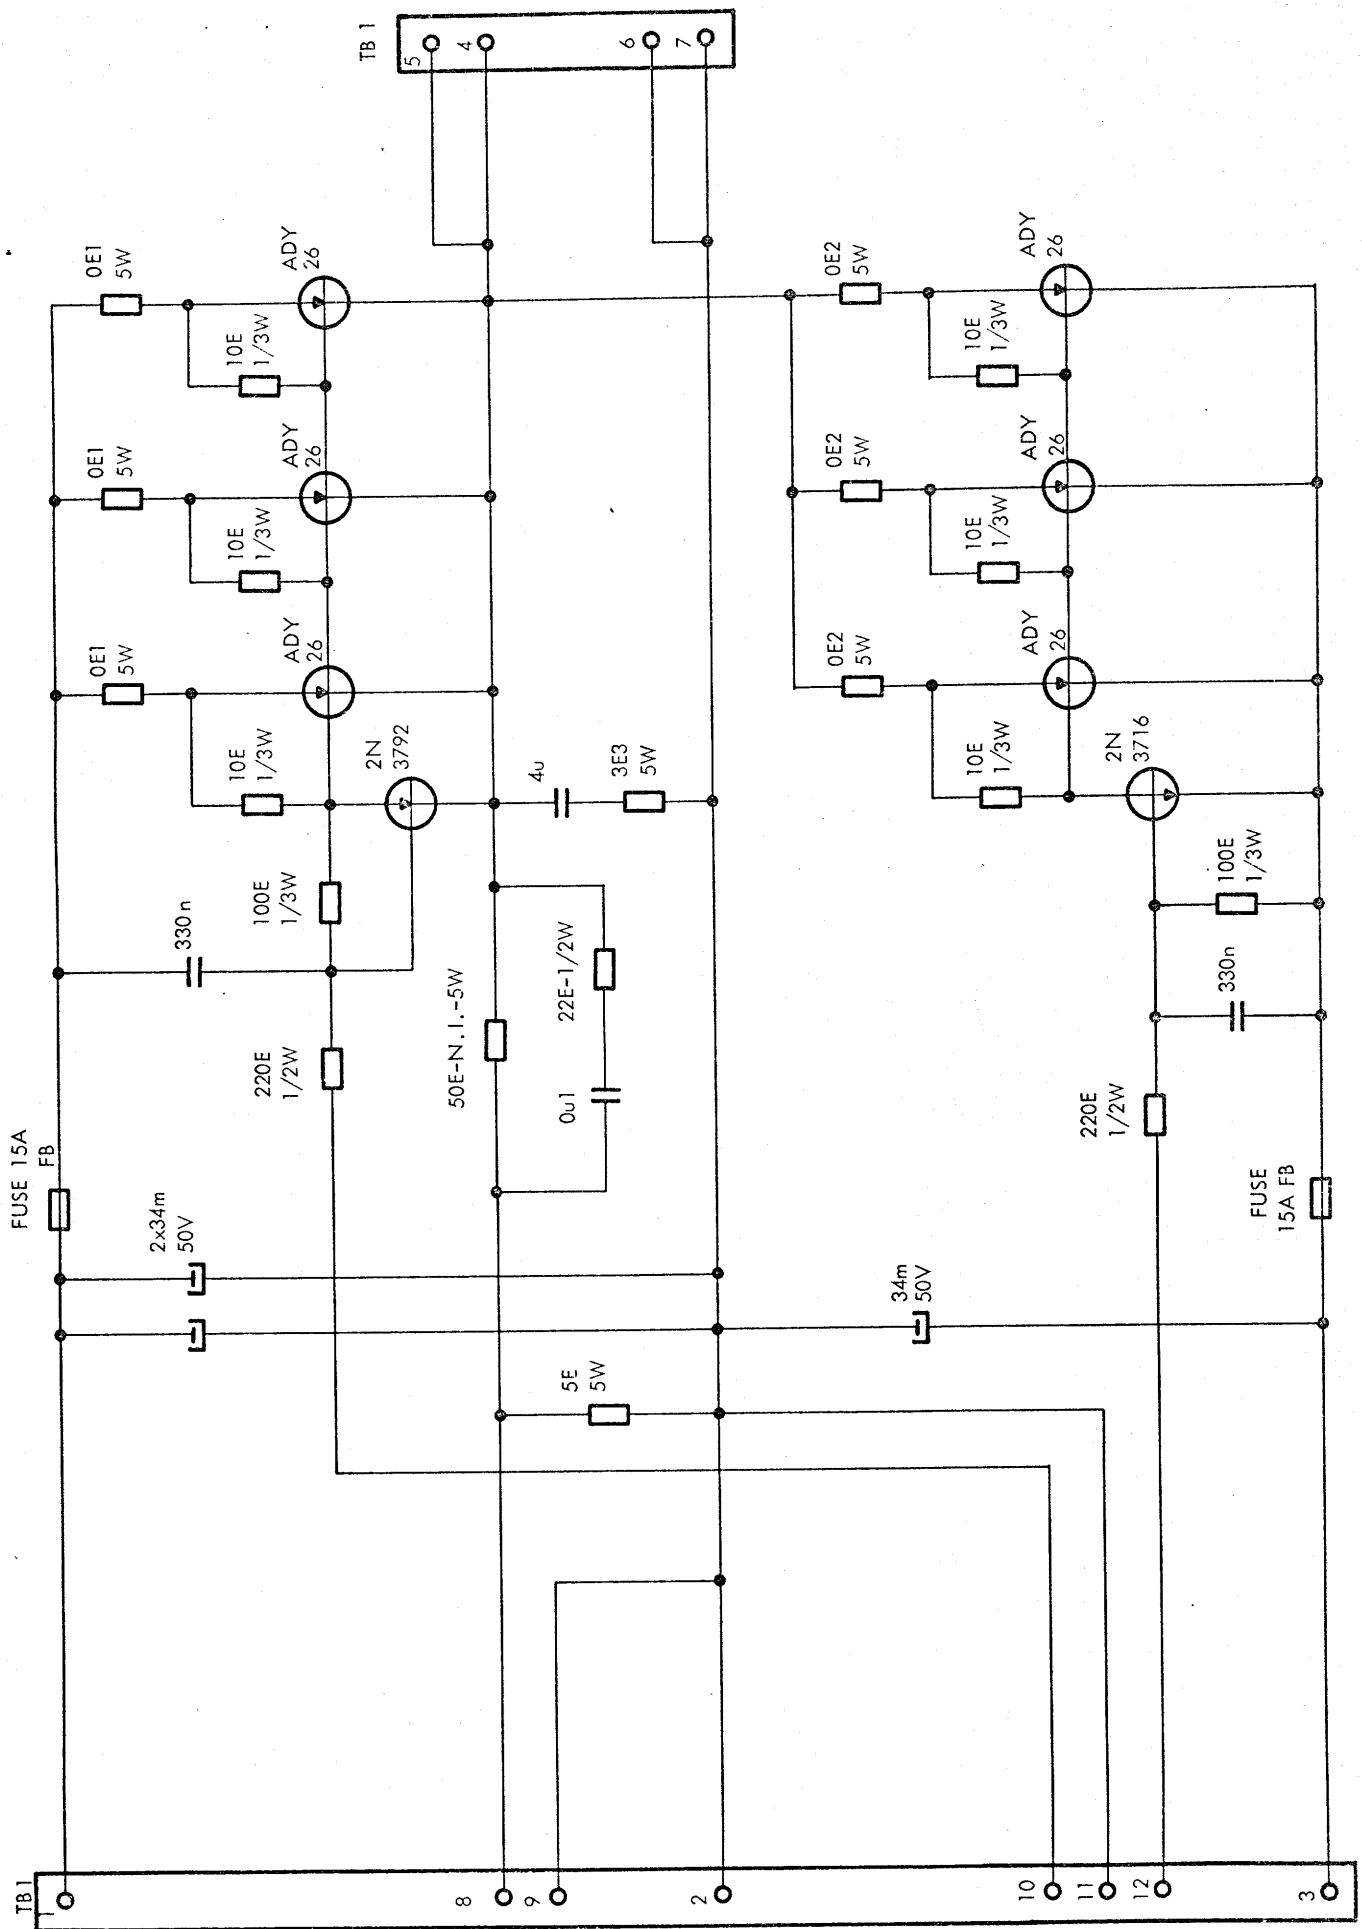 TB 1
5
4
6
7
0E1
5W
ADY
26
10E
1/3W
0E1
5W
ADY
26
10E
1/3W
0E1
5W
ADY
26
10E
1/3W
2N
3792
4u
3E3
5W
100E
1/3W
330n
220E
1/2W
50E-N.I.-5W
22E-1/2W
0u1
FUSE 15A
FB
2x34m
50V
5E
5W
34m
50V
0E2
5W
ADY
26
10E
1/3W
0E2
5W
ADY
26
10E
1/3W
0E2
5W
ADY
26
10E
1/3W
2N
3716
100E
1/3W
330n
220E
1/2W
FUSE
15A FB
TB 1
1
8
9
2
10
11
12
3